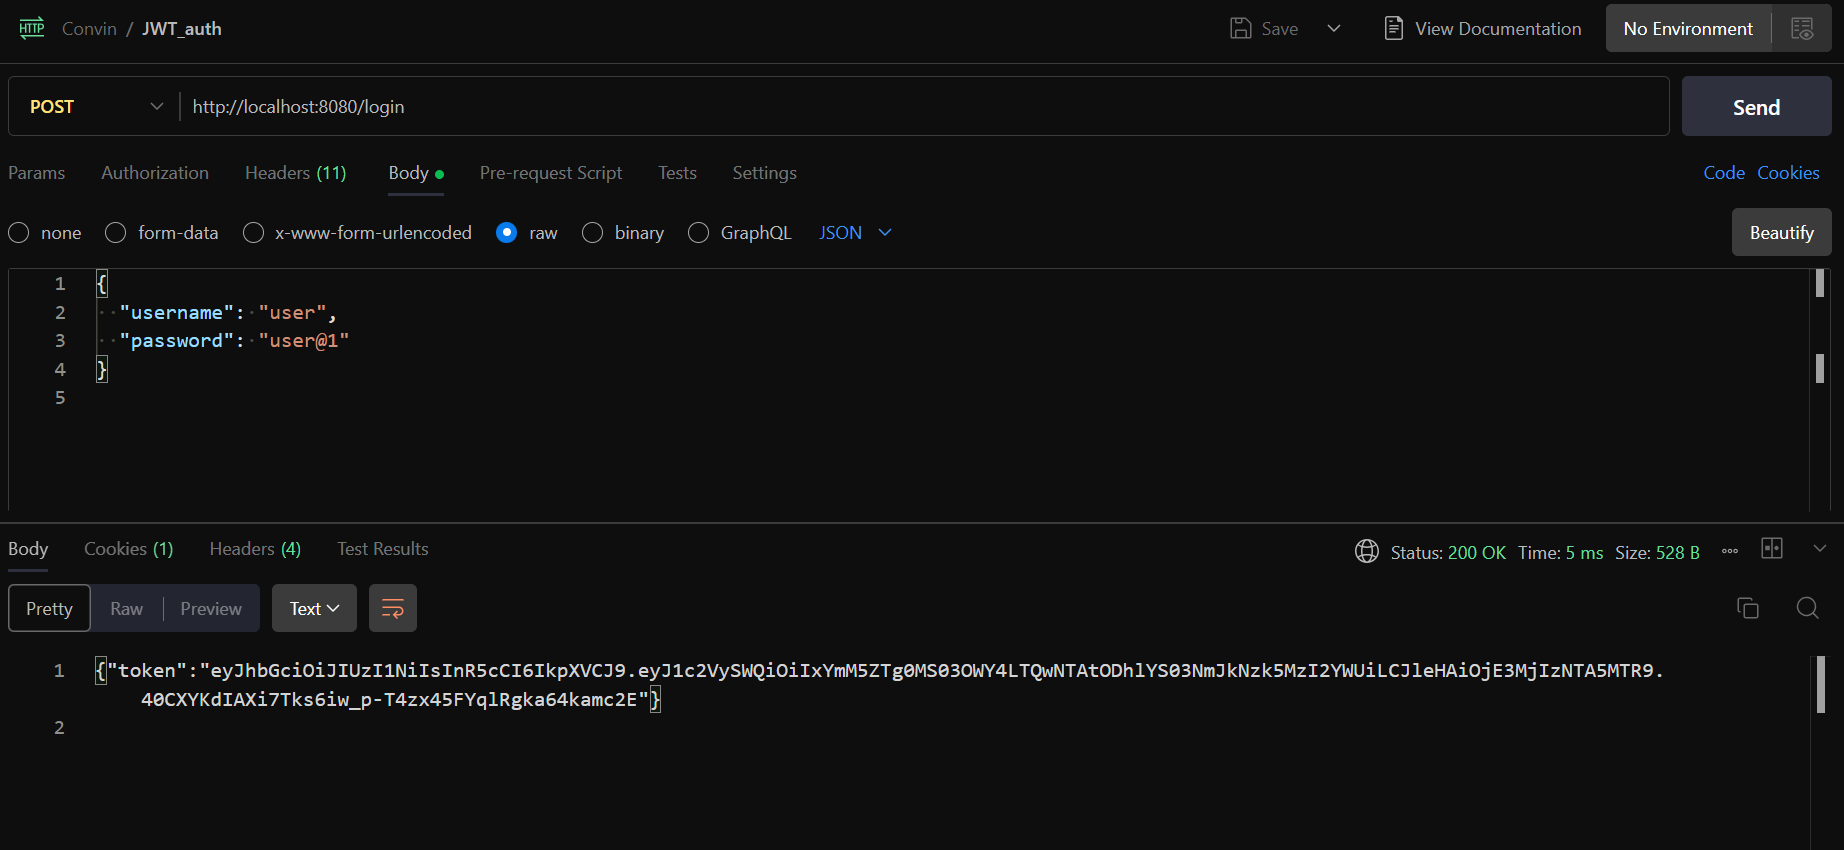 HTTP Convin / JWT_auth Save View Documentation No Environment
POST http://localhost:8080/login Send
Params Authorization Headers (11) Body Pre-request Script Tests Settings Code Cookies
none form-data x-www-form-urlencoded raw binary GraphQL JSON Beautify
1 {
2 "username": "user",
3 "password": "user@1"
4 }
5
Body Cookies (1) Headers (4) Test Results Status: 200 OK Time: 5 ms Size: 528 B
Pretty Raw Preview Text
1 {"token":"eyJhbGciOiJIUzI1NiIsInR5cCI6IkpXVCJ9.eyJ1c2VySWQiOiIxYmM5ZTg0MS03OWY4LTQwNTAtODhlYS03NmJkNzk5MzI2YWUiLCJleHAiOjE3MjIzNTA5MTR9.
40CXYKdIAXi7Tks6iw_p-T4zx45FYqlRgka64kamc2E"}
2